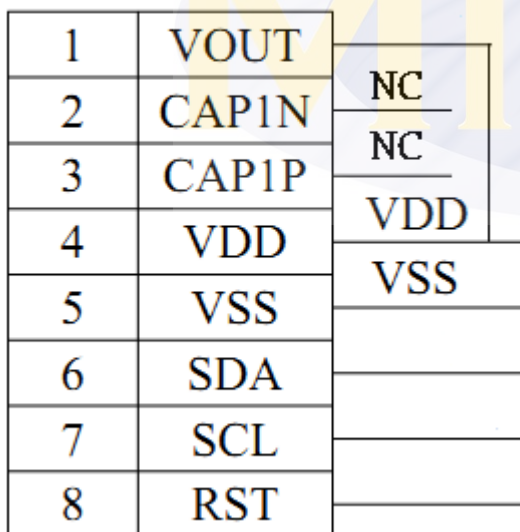 1 VOUT
NC
2 CAP1N
NC
3 CAP1P
VDD
4 VDD
VSS
5 VSS
6 SDA
7 SCL
8 RST